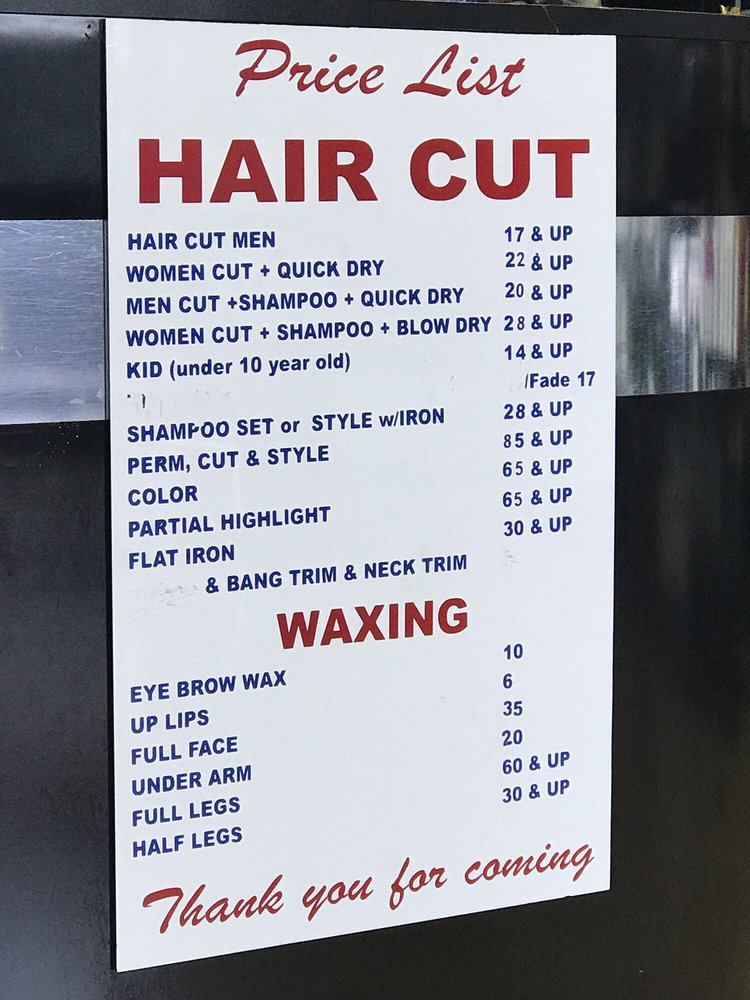 Price List
HAIR CUT
HAIR CUT MEN 17 & UP
WOMEN CUT + QUICK DRY 22 & UP
MEN CUT +SHAMPOO + QUICK DRY 20 & UP
WOMEN CUT + SHAMPOO + BLOW DRY 28 & UP
KID (under 10 year old) 14 & UP
/Fade 17
SHAMPOO SET or STYLE w/IRON 28 & UP
PERM, CUT & STYLE 85 & UP
COLOR 65 & UP
PARTIAL HIGHLIGHT 65 & UP
FLAT IRON 30 & UP
& BANG TRIM & NECK TRIM
WAXING
EYE BROW WAX 10
UP LIPS 6
FULL FACE 35
UNDER ARM 20
FULL LEGS 60 & UP
HALF LEGS 30 & UP
Thank you for coming